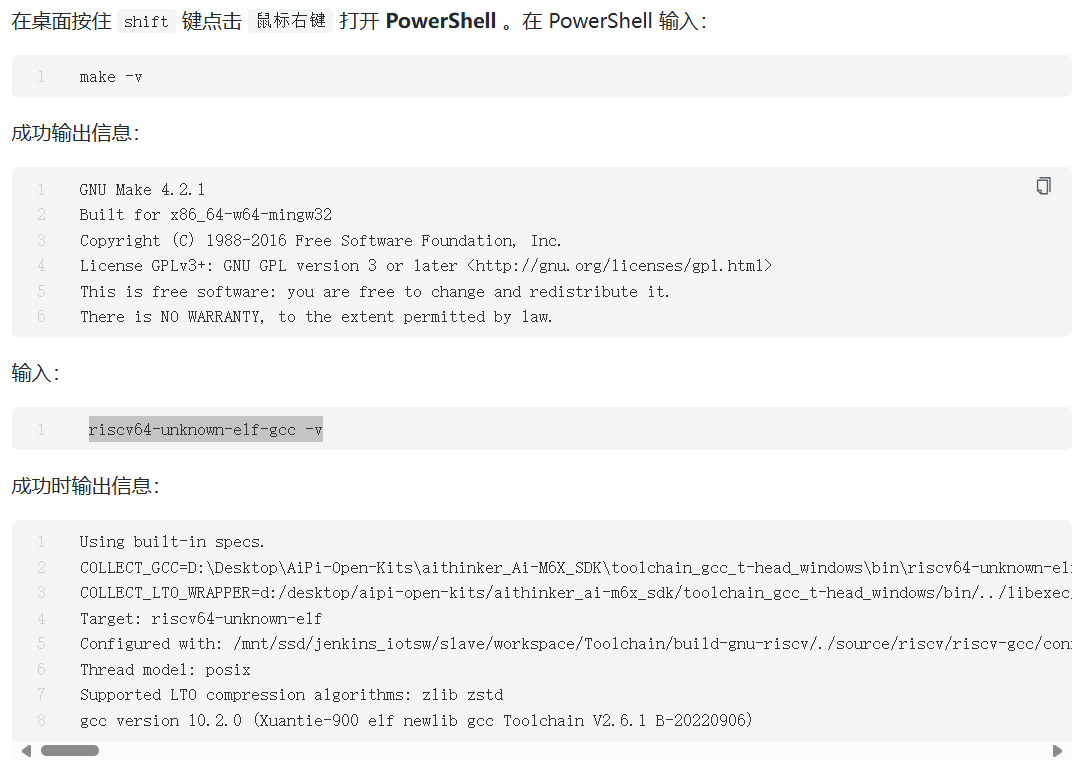 在桌面按住 shift 键点击 鼠标右键 打开 PowerShell 。在 PowerShell 输入：
1 make -v
成功输出信息：
1 GNU Make 4.2.1
2 Built for x86_64-w64-mingw32
3 Copyright (C) 1988-2016 Free Software Foundation, Inc.
4 License GPLv3+: GNU GPL version 3 or later <http://gnu.org/licenses/gpl.html>
5 This is free software: you are free to change and redistribute it.
6 There is NO WARRANTY, to the extent permitted by law.
输入：
1 riscv64-unknown-elf-gcc -v
成功时输出信息：
1 Using built-in specs.
2 COLLECT_GCC=D:\Desktop\AiPi-Open-Kits\aithinker_Ai-M6X_SDK\toolchain_gcc_t-head_windows\bin\riscv64-unknown-el
3 COLLECT_LTO_WRAPPER=d:/desktop/aipi-open-kits/aithinker_ai-m6x_sdk/toolchain_gcc_t-head_windows/bin/../libexec
4 Target: riscv64-unknown-elf
5 Configured with: /mnt/ssd/jenkins_iotsw/slave/workspace/Toolchain/build-gnu-riscv/./source/riscv/riscv-gcc/con
6 Thread model: posix
7 Supported LTO compression algorithms: zlib zstd
8 gcc version 10.2.0 (Xuantie-900 elf newlib gcc Toolchain V2.6.1 B-20220906)